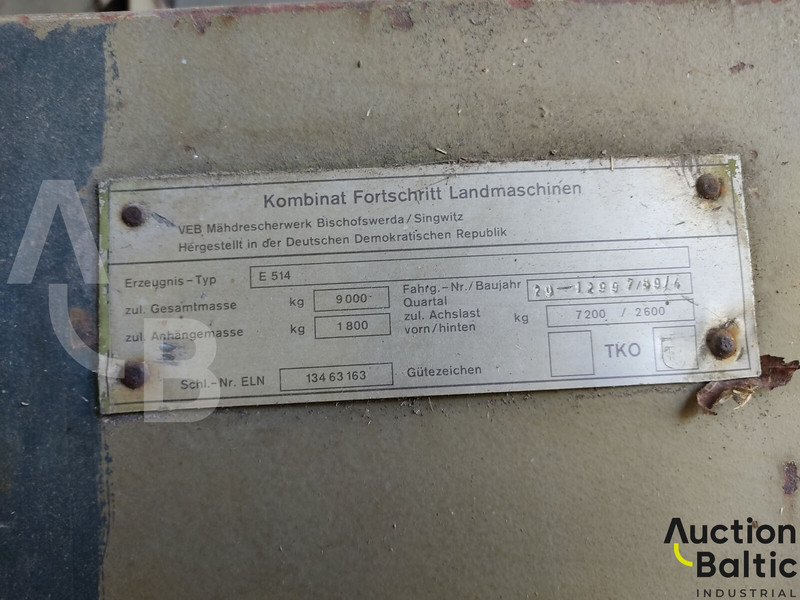 Kombinat Fortschritt Landmaschinen
VEB Mähdrescherwerk Bischofswerda/Singwitz
Hergestellt in der Deutschen Demokratischen Republik
Erzeugnis-Typ E 514
zul. Gesamtmasse kg 9000 Fahrg.-Nr./Baujahr Quartal
zul. Anhängemasse kg 1800 zul. Achslast vorn/hinten kg 7200 / 2600
Schl.-Nr. ELN 134 63 163 Gütezeichen TKO
AB
Auction
Baltic
INDUSTRIAL